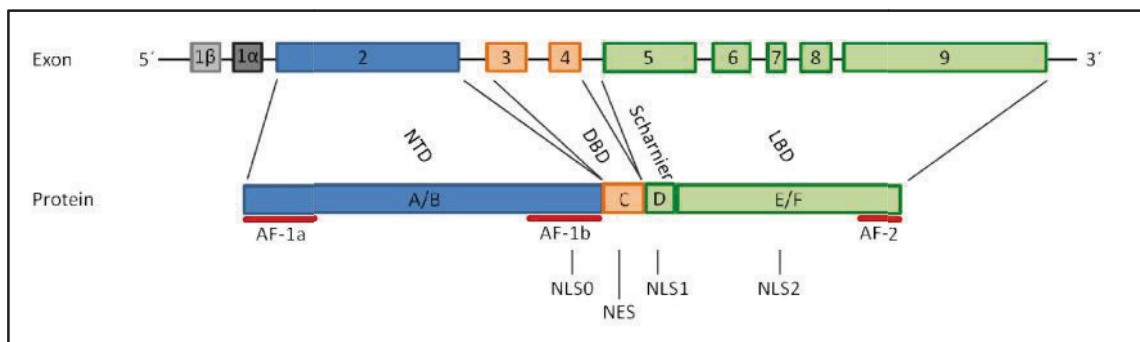 Exon 5´ 1β 1α 2 3 4 5 6 7 8 9 3´
NTD DBD Scharnier LBD
Protein A/B C D E/F
AF-1a AF-1b AF-2
NLS0 NLS1 NLS2
NES